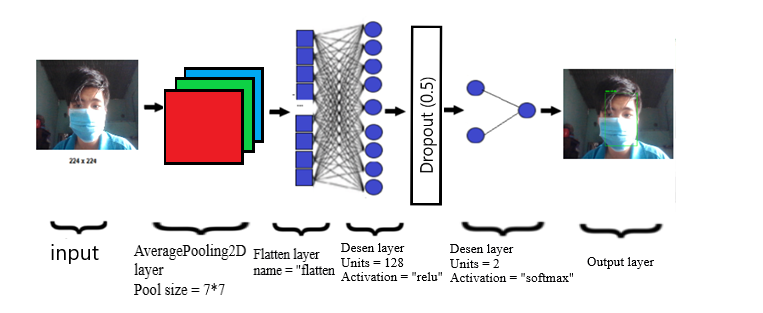 224 x 224
Dropout (0.5)
input
AveragePooling2D
layer
Pool size = 7*7
Flatten layer
name = "flatten
Desen layer
Units = 128
Activation = "relu"
Desen layer
Units = 2
Activation = "softmax"
Output layer